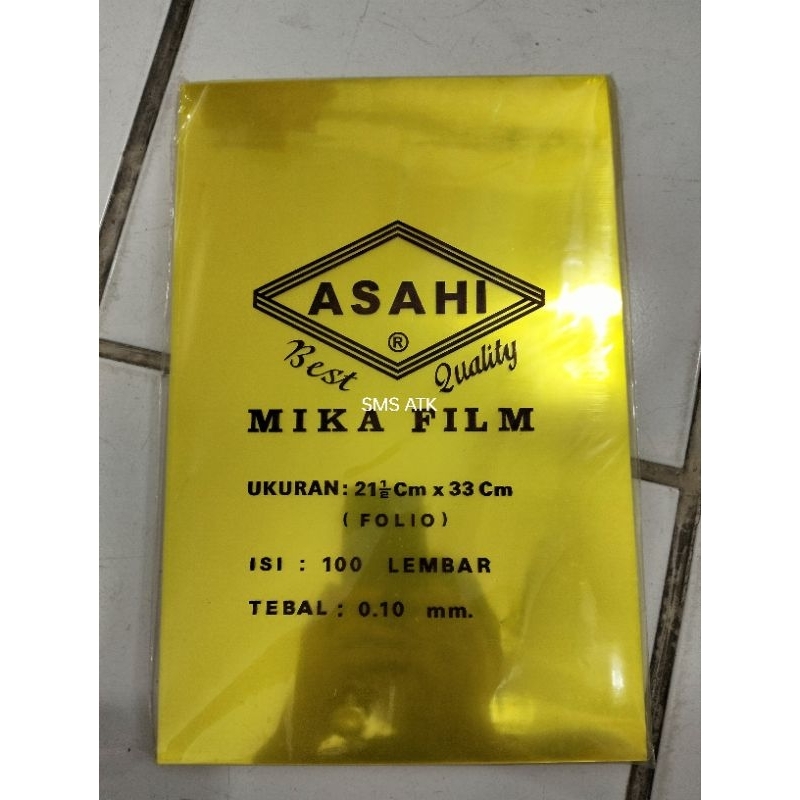 ASAHI
®
Best Quality
SMS ATK
MIKA FILM
UKURAN: 21½ Cm x 33 Cm
(FOLIO)
ISI : 100 LEMBAR
TEBAL : 0.10 mm.